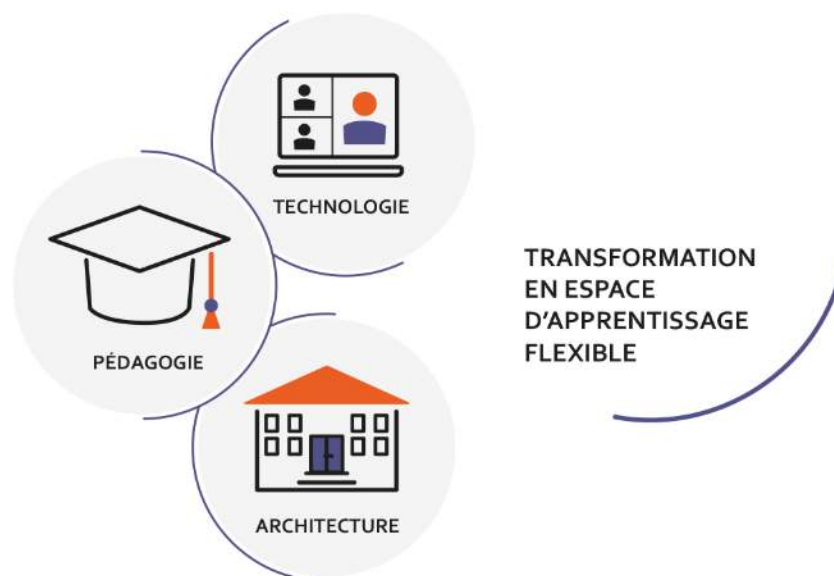 TECHNOLOGIE
PÉDAGOGIE
ARCHITECTURE
TRANSFORMATION
EN ESPACE
D'APPRENTISSAGE
FLEXIBLE